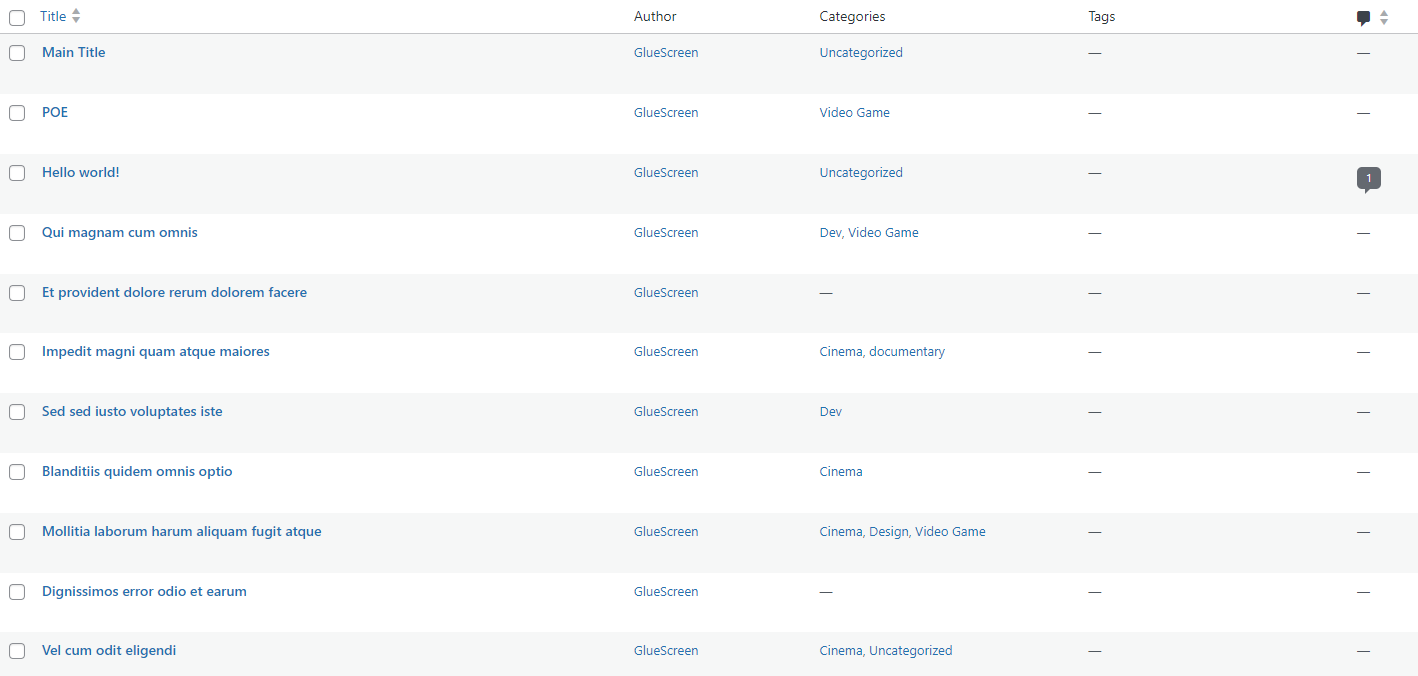 Title Author Categories Tags
Main Title GlueScreen Uncategorized — —
POE GlueScreen Video Game — —
Hello world! GlueScreen Uncategorized — 1
Qui magnam cum omnis GlueScreen Dev, Video Game — —
Et provident dolore rerum dolorem facere GlueScreen — — —
Impedit magni quam atque maiores GlueScreen Cinema, documentary — —
Sed sed iusto voluptates iste GlueScreen Dev — —
Blanditiis quidem omnis optio GlueScreen Cinema — —
Mollitia laborum harum aliquam fugit atque GlueScreen Cinema, Design, Video Game — —
Dignissimos error odio et earum GlueScreen — — —
Vel cum odit eligendi GlueScreen Cinema, Uncategorized — —